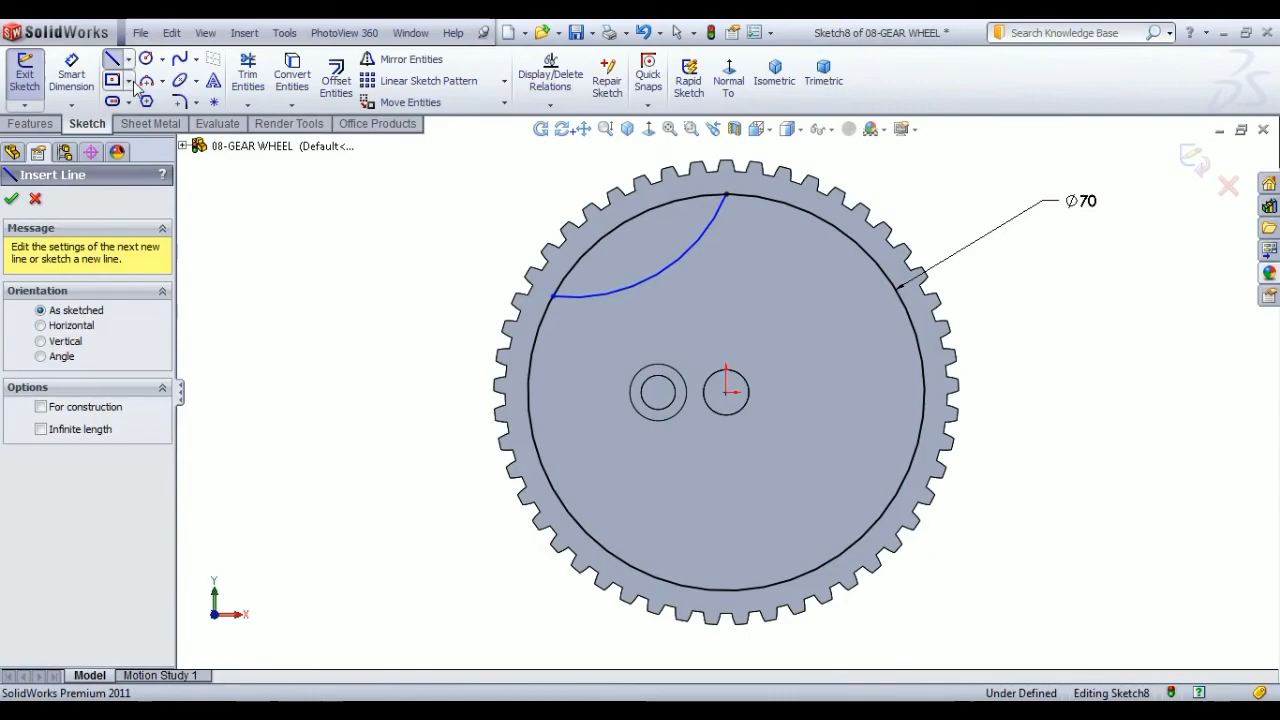 SolidWorks File Edit View Insert Tools PhotoView 360 Window Help Sketch8 of 08-GEAR WHEEL * Search Knowledge Base
Exit Sketch
Smart Dimension
Trim Entities
Convert Entities
Offset Entities
Mirror Entities
Linear Sketch Pattern
Move Entities
Display/Delete Relations
Repair Sketch
Quick Snaps
Rapid Sketch
Normal To
Isometric
Trimetric
Features Sketch Sheet Metal Evaluate Render Tools Office Products
08-GEAR WHEEL (Default<...
Insert Line ?
Message
Edit the settings of the next new
line or sketch a new line.
Orientation
As sketched
Horizontal
Vertical
Angle
Options
For construction
Infinite length
∅70
Y
X
Model Motion Study 1
SolidWorks Premium 2011 Under Defined Editing Sketch8